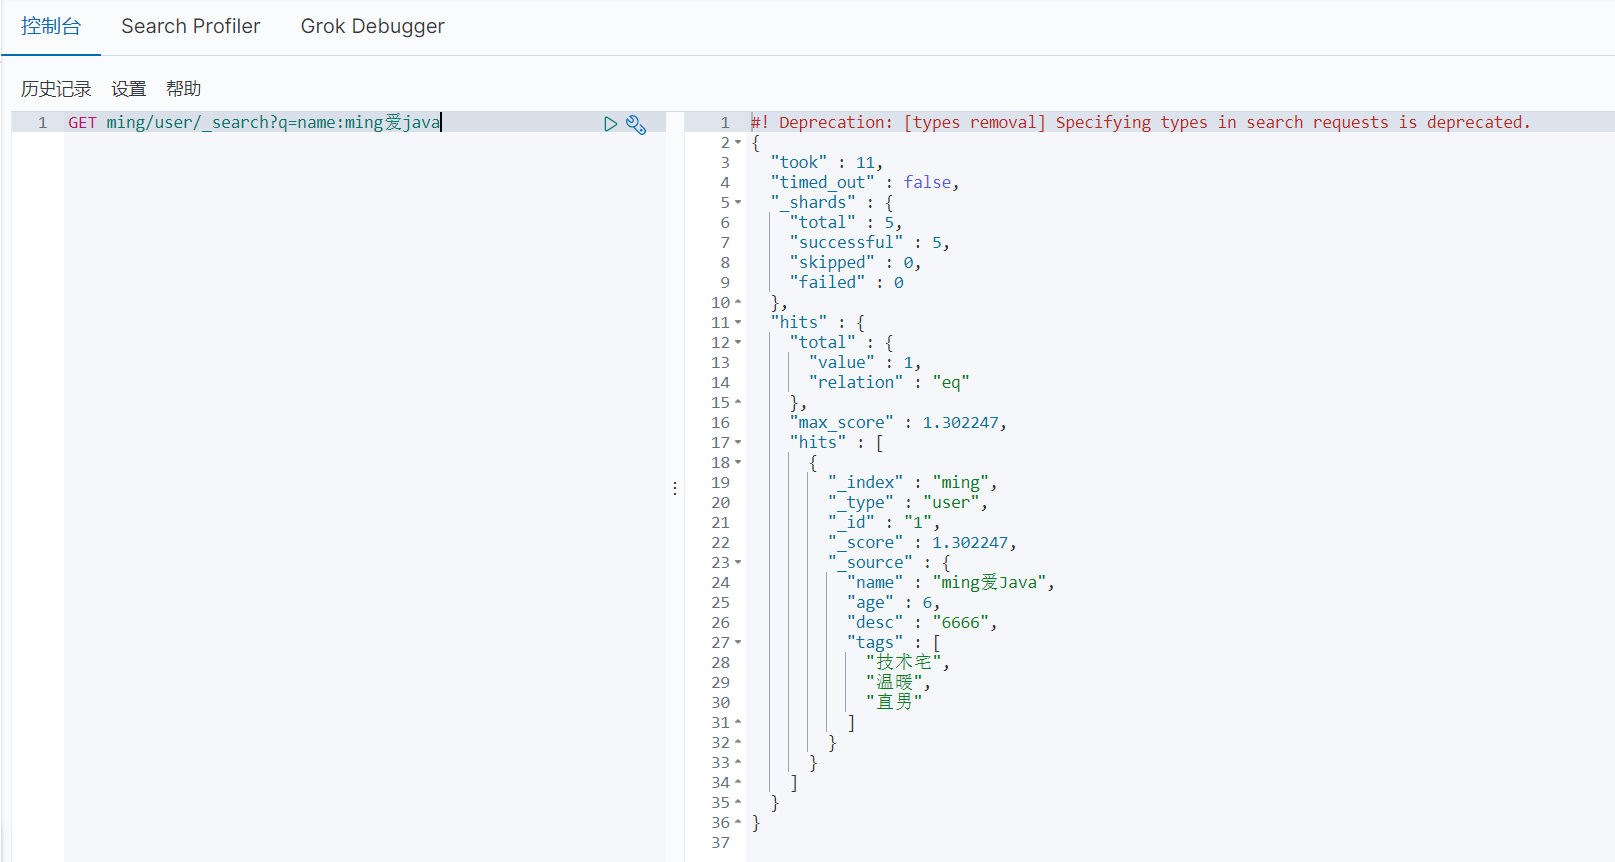 控制台 Search Profiler Grok Debugger
历史记录 设置 帮助
1 GET ming/user/_search?q=name:ming爱java
1 #! Deprecation: [types removal] Specifying types in search requests is deprecated.
2 {
3 "took" : 11,
4 "timed_out" : false,
5 "_shards" : {
6 "total" : 5,
7 "successful" : 5,
8 "skipped" : 0,
9 "failed" : 0
10 },
11 "hits" : {
12 "total" : {
13 "value" : 1,
14 "relation" : "eq"
15 },
16 "max_score" : 1.302247,
17 "hits" : [
18 {
19 "_index" : "ming",
20 "_type" : "user",
21 "_id" : "1",
22 "_score" : 1.302247,
23 "_source" : {
24 "name" : "ming爱Java",
25 "age" : 6,
26 "desc" : "6666",
27 "tags" : [
28 "技术宅",
29 "温暖",
30 "直男"
31 ]
32 }
33 }
34 ]
35 }
36 }
37